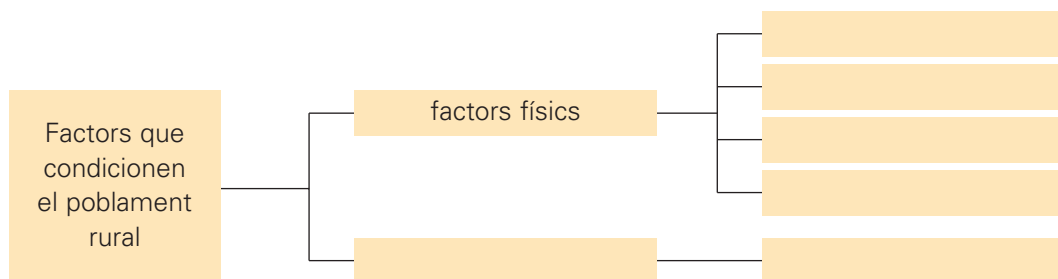 Factors que
condicionen
el poblament
rural
factors físics